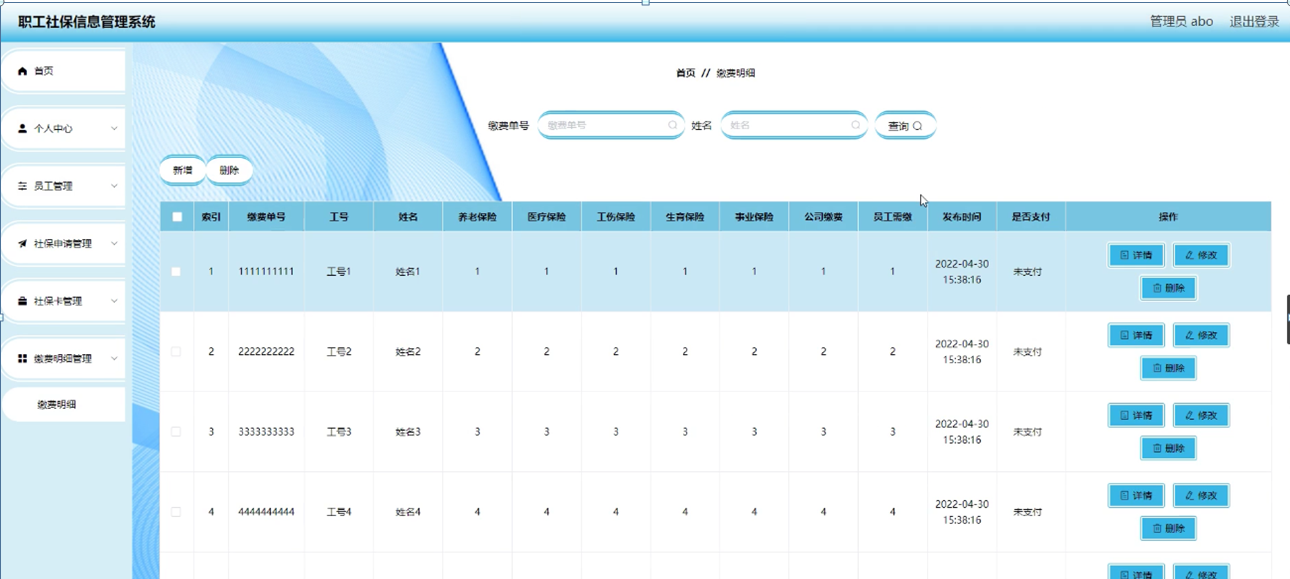 职工社保信息管理系统
管理员 abo 退出登录
首页
个人中心
员工管理
社保申请管理
社保卡管理
缴费明细管理
缴费明细
首页 // 缴费明细
缴费单号 缴费单号 姓名 姓名 查询
新增 删除
索引 缴费单号 工号 姓名 养老保险 医疗保险 工伤保险 生育保险 事业保险 公司缴费 员工需缴 发布时间 是否支付 操作
1 1111111111 工号1 姓名1 1 1 1 1 1 1 1 2022-04-30 15:38:16 未支付 详情 修改 删除
2 2222222222 工号2 姓名2 2 2 2 2 2 2 2 2022-04-30 15:38:16 未支付 详情 修改 删除
3 3333333333 工号3 姓名3 3 3 3 3 3 3 3 2022-04-30 15:38:16 未支付 详情 修改 删除
4 4444444444 工号4 姓名4 4 4 4 4 4 4 4 2022-04-30 15:38:16 未支付 详情 修改 删除
详情 修改